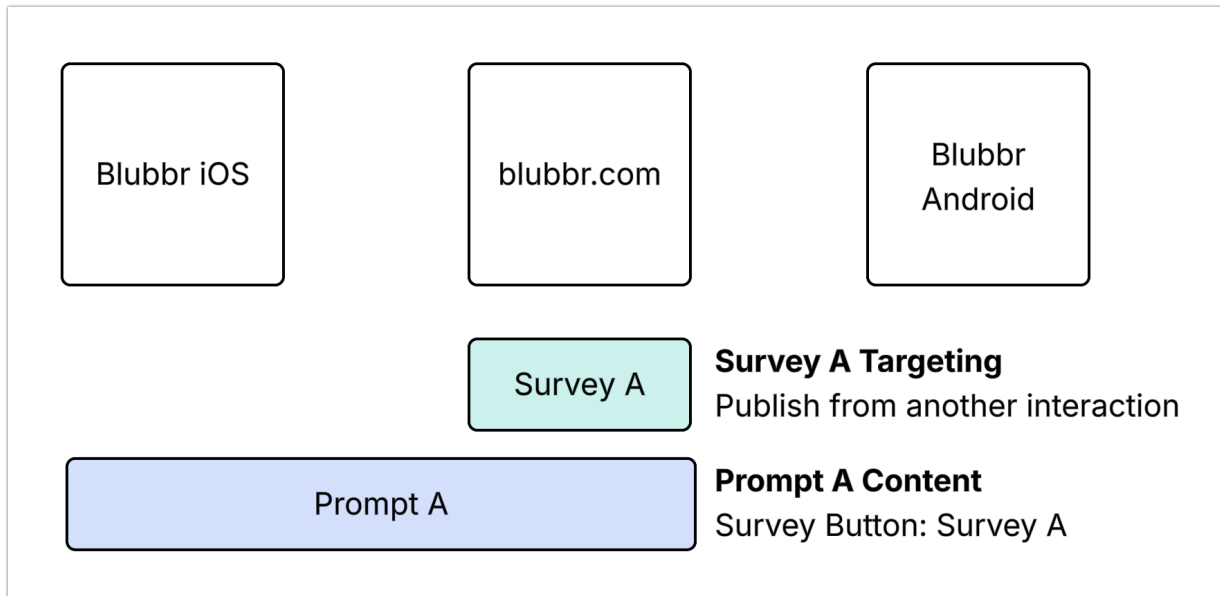 Blubbr iOS
blubbr.com
Blubbr
Android
Survey A
Survey A Targeting
Publish from another interaction
Prompt A
Prompt A Content
Survey Button: Survey A